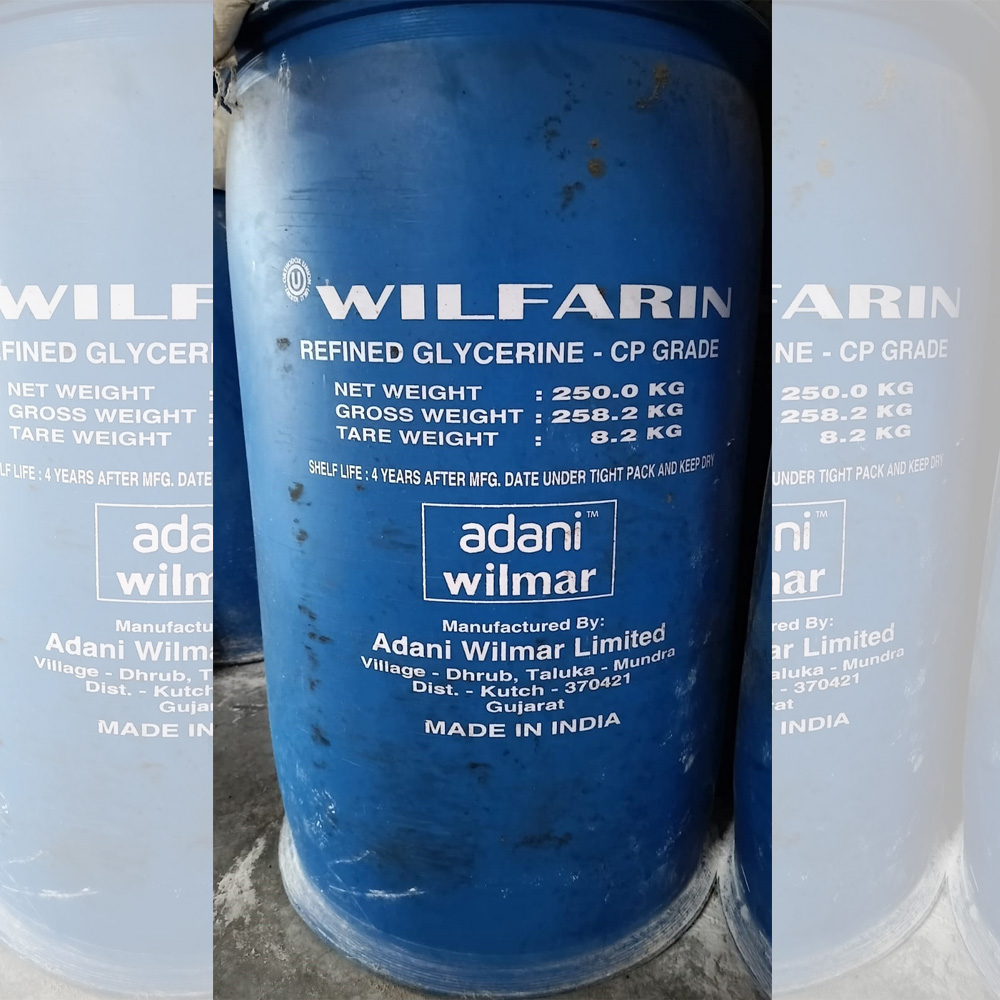 WILFARIN
REFINED GLYCERINE - CP GRADE
NET WEIGHT : 250.0 KG
GROSS WEIGHT : 258.2 KG
TARE WEIGHT : 8.2 KG
SHELF LIFE : 4 YEARS AFTER MFG. DATE UNDER TIGHT PACK AND KEEP DRY
adani™
wilmar
Manufactured By:
Adani Wilmar Limited
Village - Dhrub, Taluka - Mundra
Dist. - Kutch - 370421
Gujarat
MADE IN INDIA